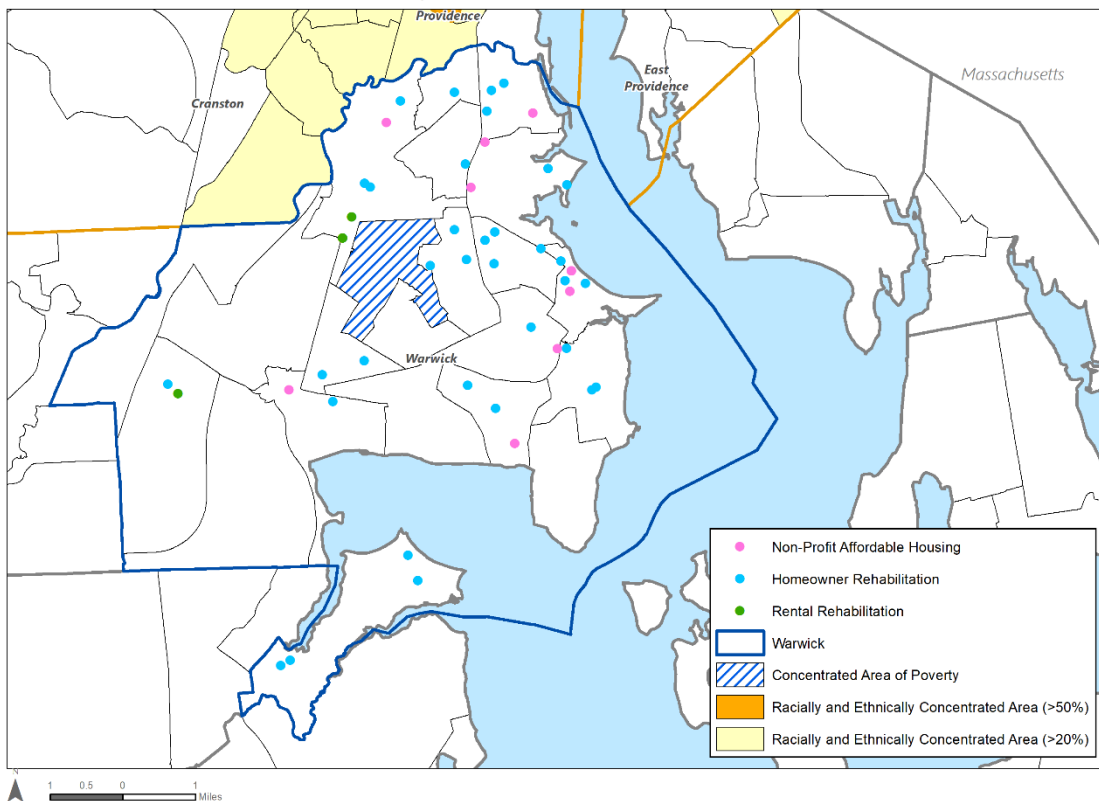 Providence
East
Providence
Massachusetts
Cranston
Warwick
Non-Profit Affordable Housing
Homeowner Rehabilitation
Rental Rehabilitation
Warwick
Concentrated Area of Poverty
Racially and Ethnically Concentrated Area (>50%)
Racially and Ethnically Concentrated Area (>20%)
N
1 0.5 0 1
Miles